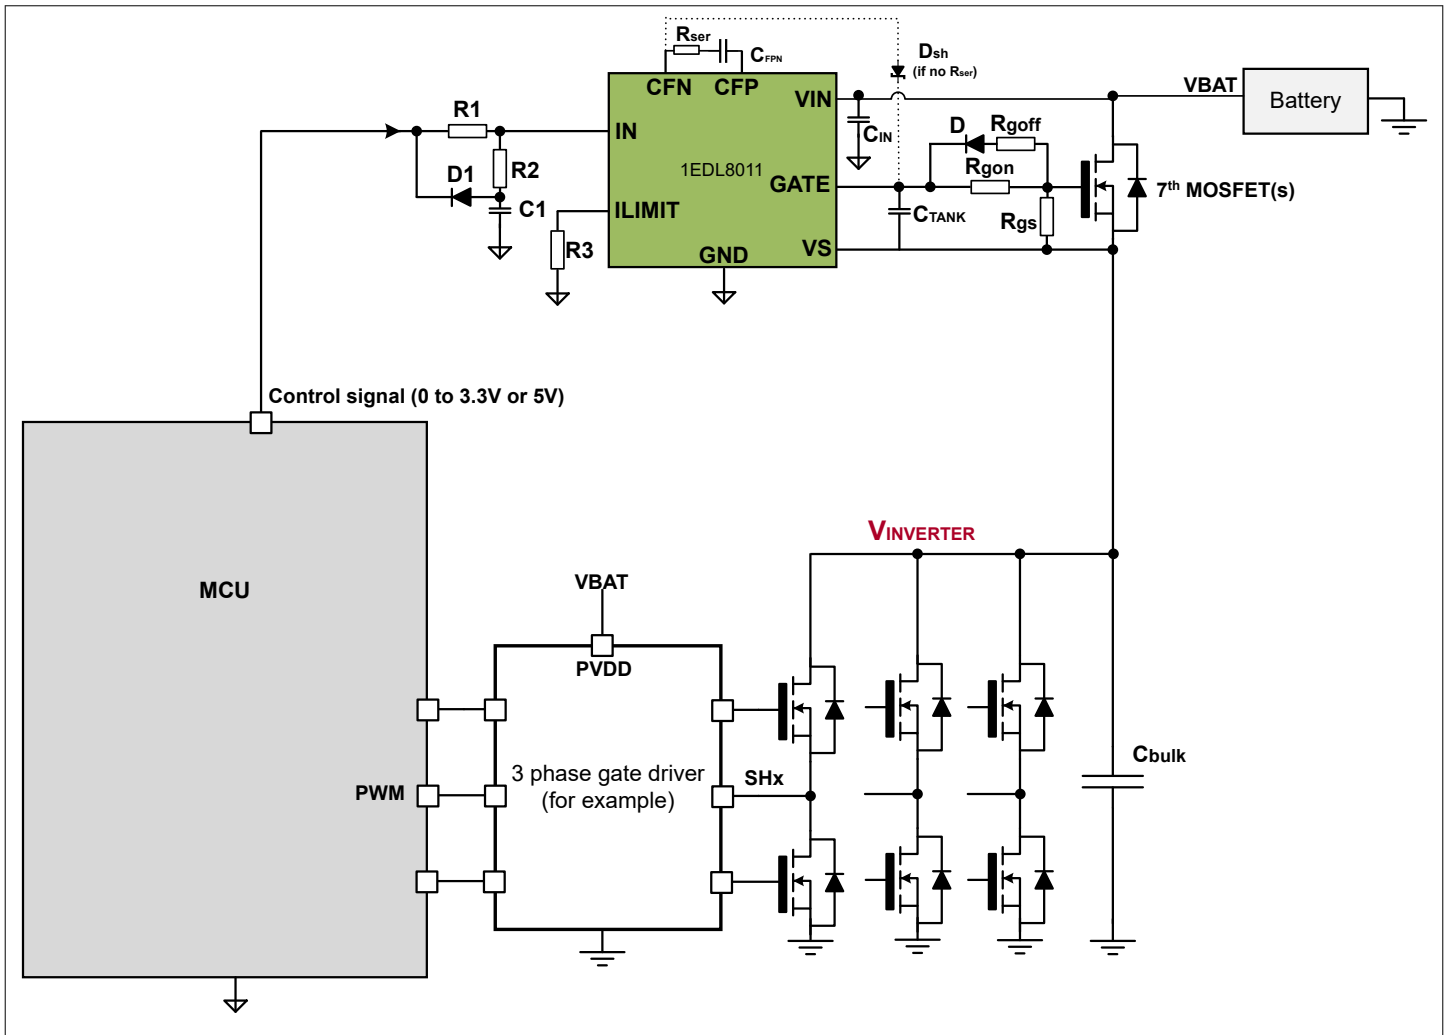 Rser
CFPN
Dsh
(if no Rser)
CFN
CFP
VIN
VBAT
Battery
R1
IN
CIN
D
Rgoff
D1
R2
1EDL8011
Rgon
GATE
7th MOSFET(s)
C1
ILIMIT
CTANK
Rgs
R3
VS
GND
Control signal (0 to 3.3V or 5V)
VINVERTER
MCU
VBAT
PVDD
3 phase gate driver
(for example)
SHx
Cbulk
PWM